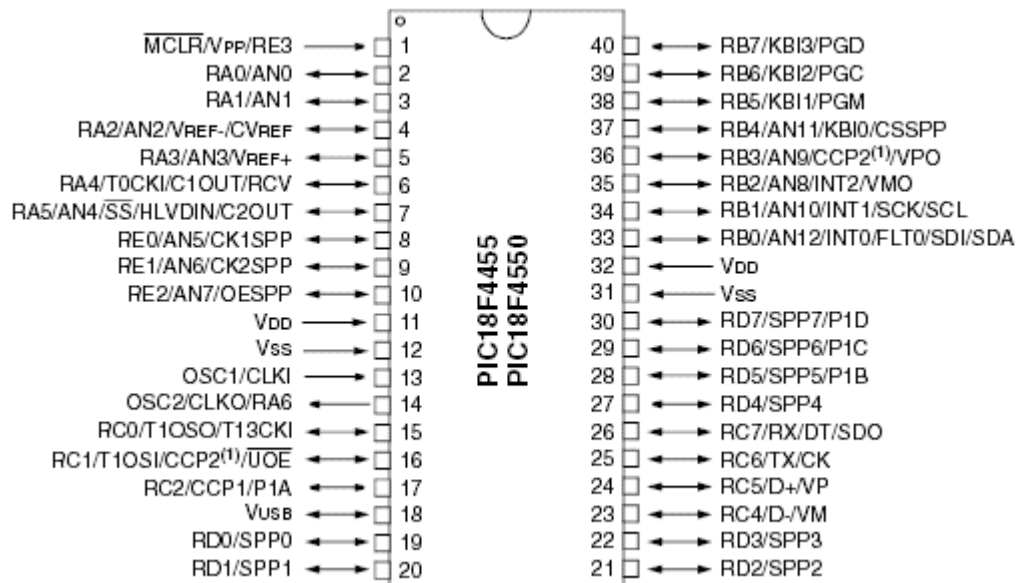 MCLR/VPP/RE3 1
RA0/AN0 2
RA1/AN1 3
RA2/AN2/VREF-/CVREF 4
RA3/AN3/VREF+ 5
RA4/T0CKI/C1OUT/RCV 6
RA5/AN4/SS/HLVDIN/C2OUT 7
RE0/AN5/CK1SPP 8
RE1/AN6/CK2SPP 9
RE2/AN7/OESPP 10
VDD 11
VSS 12
OSC1/CLKI 13
OSC2/CLKO/RA6 14
RC0/T1OSO/T13CKI 15
RC1/T1OSI/CCP2(1)/UOE 16
RC2/CCP1/P1A 17
VUSB 18
RD0/SPP0 19
RD1/SPP1 20
PIC18F4455
PIC18F4550
40 RB7/KBI3/PGD
39 RB6/KBI2/PGC
38 RB5/KBI1/PGM
37 RB4/AN11/KBI0/CSSPP
36 RB3/AN9/CCP2(1)/VPO
35 RB2/AN8/INT2/VMO
34 RB1/AN10/INT1/SCK/SCL
33 RB0/AN12/INT0/FLT0/SDI/SDA
32 VDD
31 VSS
30 RD7/SPP7/P1D
29 RD6/SPP6/P1C
28 RD5/SPP5/P1B
27 RD4/SPP4
26 RC7/RX/DT/SDO
25 RC6/TX/CK
24 RC5/D+/VP
23 RC4/D-/VM
22 RD3/SPP3
21 RD2/SPP2